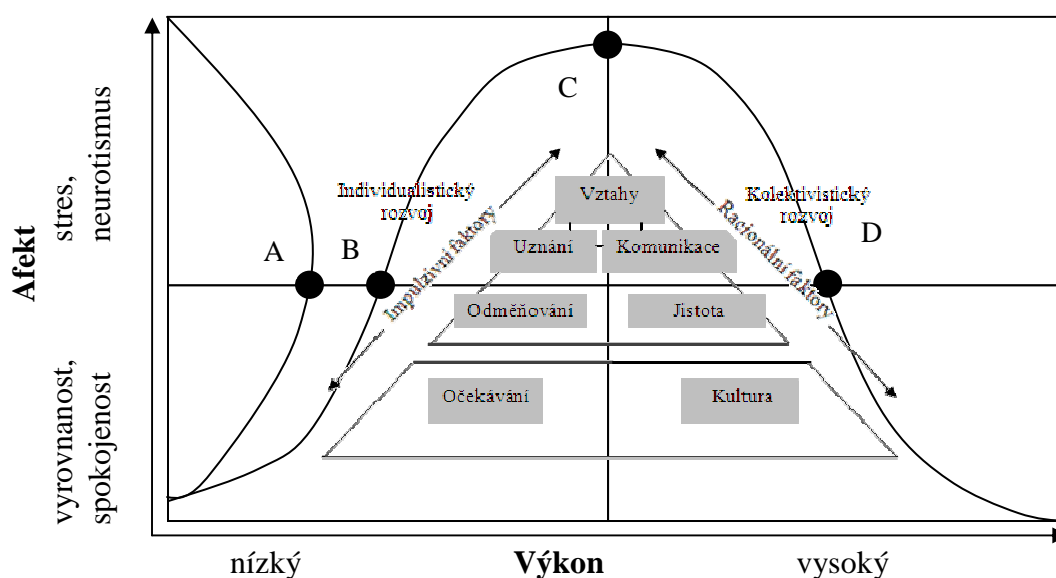 Afekt
stres,
neurotismus
vyrovnanost,
spokojenost
A
B
C
D
Individualistický
rozvoj
Kolektivistický
rozvoj
Impulzivní faktory
Racionální faktory
Vztahy
Uznání
Komunikace
Odměňování
Jistota
Očekávání
Kultura
nízký
Výkon
vysoký